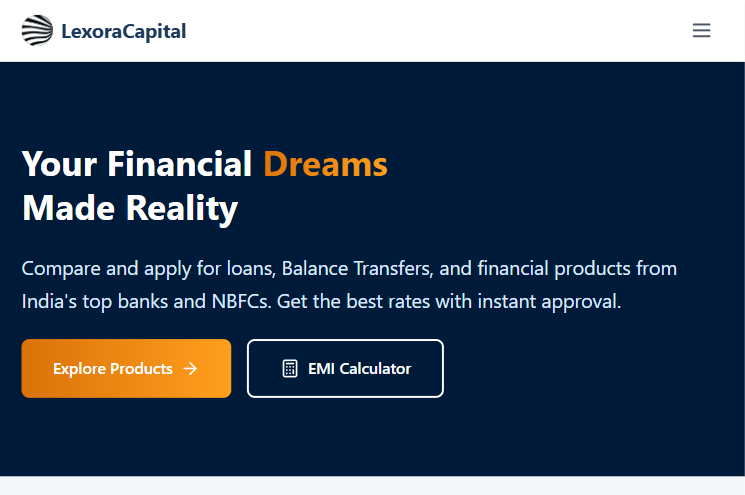 LexoraCapital
Your Financial Dreams
Made Reality
Compare and apply for loans, Balance Transfers, and financial products from
India's top banks and NBFCs. Get the best rates with instant approval.
Explore Products
EMI Calculator